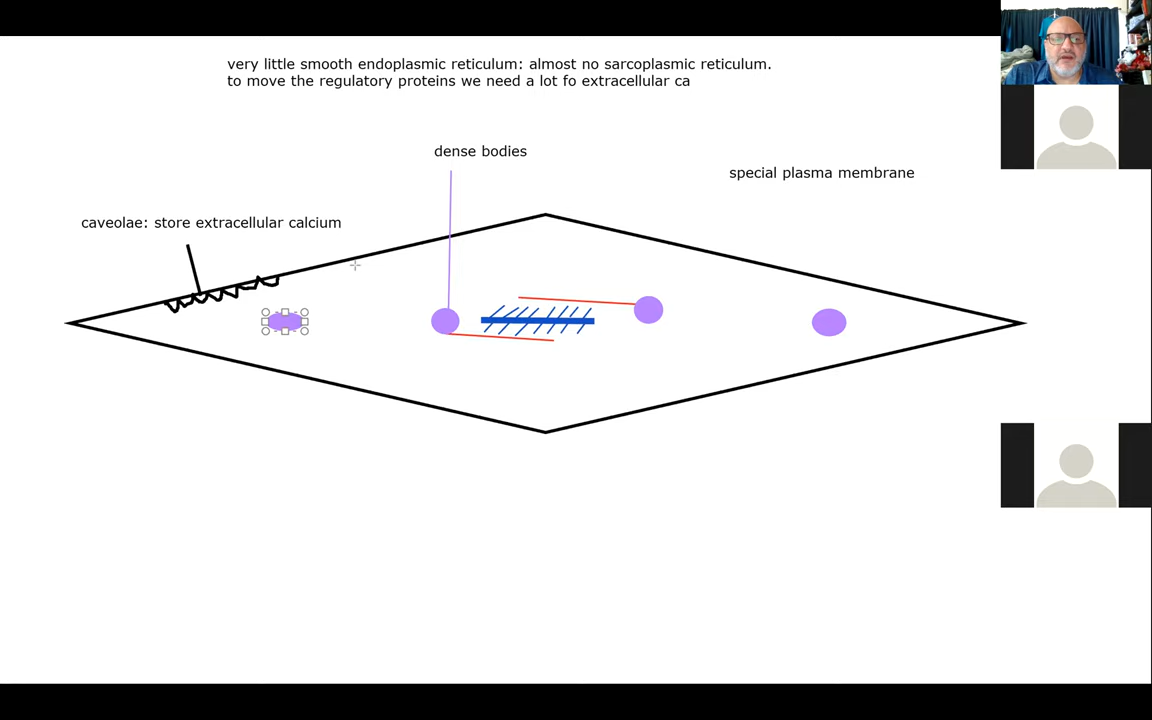 very little smooth endoplasmic reticulum: almost no sarcoplasmic reticulum.
to move the regulatory proteins we need a lot fo extracellular ca
dense bodies
special plasma membrane
caveolae: store extracellular calcium